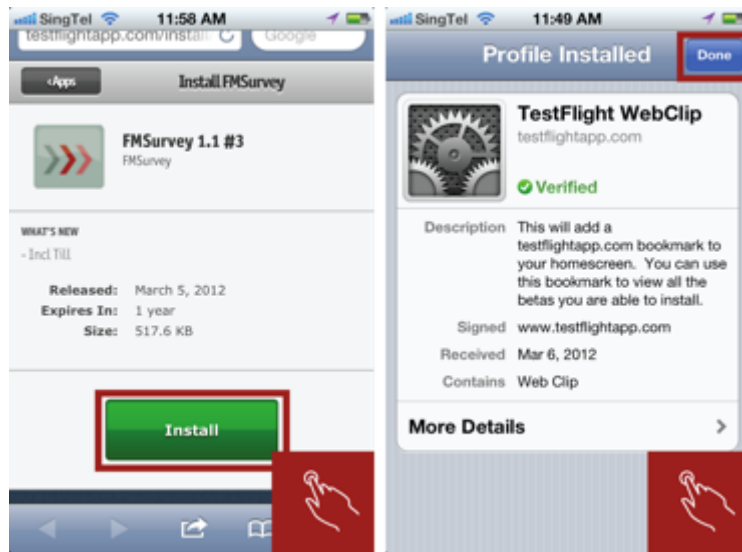 SingTel 11:58 AM
testflightapp.com/install Google
Apps Install FMSurvey
FMSurvey 1.1 #3
FMSurvey
WHAT'S NEW
- Incl Till
Released: March 5, 2012
Expires In: 1 year
Size: 517.6 KB
Install
SingTel 11:49 AM
Profile Installed Done
TestFlight WebClip
testflightapp.com
Verified
Description This will add a
testflightapp.com bookmark to
your homescreen. You can use
this bookmark to view all the
betas you are able to install.
Signed www.testflightapp.com
Received Mar 6, 2012
Contains Web Clip
More Details